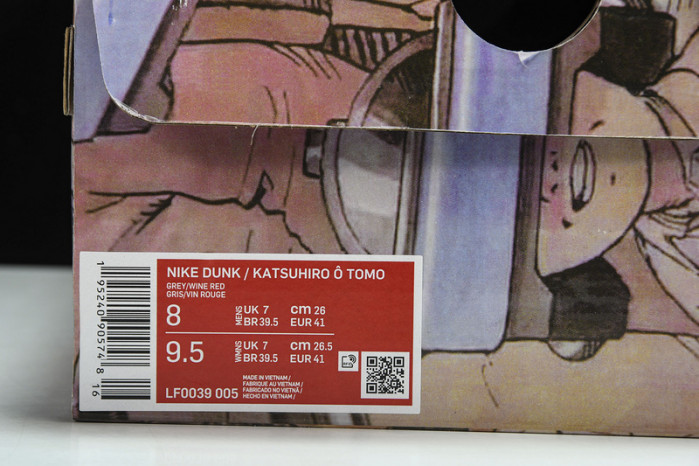 NIKE DUNK / KATSUHIRO Ô TOMO
GREY/WINE RED
GRIS/VIN ROUGE
8 MENS UK 7 cm 26
BR 39.5 EUR 41
9.5 WMNS UK 7 cm 26.5
BR 39.5 EUR 41
LF0039 005
MADE IN VIETNAM /
FABRIQUE AU VIETNAM /
FABRICADO NO VIETNÃ /
HECHO EN VIETNAM /
1 95240 90574 8 16